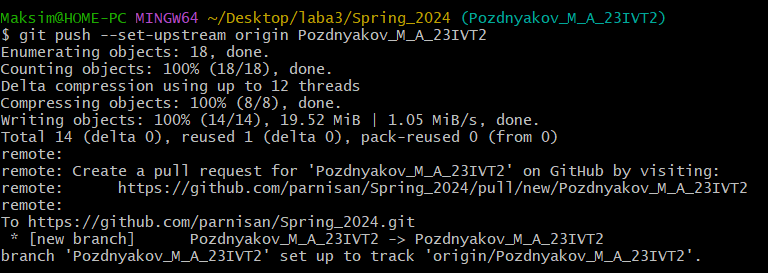 Maksim@HOME-PC MINGW64 ~/Desktop/laba3/Spring_2024 (Pozdnyakov_M_A_23IVT2)
$ git push --set-upstream origin Pozdnyakov_M_A_23IVT2
Enumerating objects: 18, done.
Counting objects: 100% (18/18), done.
Delta compression using up to 12 threads
Compressing objects: 100% (8/8), done.
Writing objects: 100% (14/14), 19.52 MiB | 1.05 MiB/s, done.
Total 14 (delta 0), reused 1 (delta 0), pack-reused 0 (from 0)
remote:
remote: Create a pull request for 'Pozdnyakov_M_A_23IVT2' on GitHub by visiting:
remote:      https://github.com/parnisan/Spring_2024/pull/new/Pozdnyakov_M_A_23IVT2
remote:
To https://github.com/parnisan/Spring_2024.git
 * [new branch]      Pozdnyakov_M_A_23IVT2 -> Pozdnyakov_M_A_23IVT2
branch 'Pozdnyakov_M_A_23IVT2' set up to track 'origin/Pozdnyakov_M_A_23IVT2'.